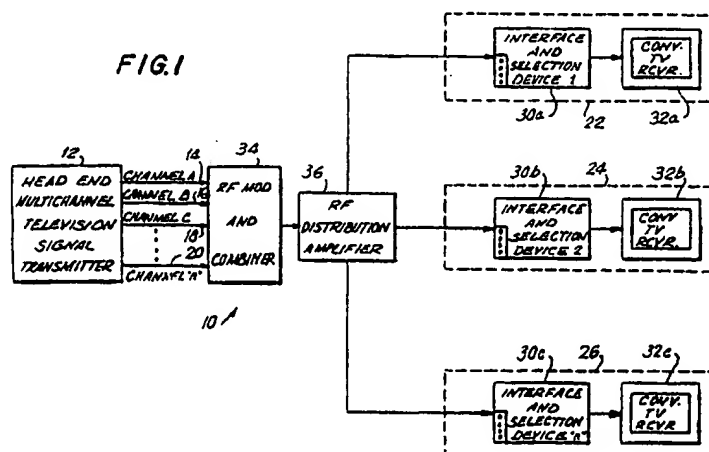 FIG.1
12
HEAD END
MULTICHANNEL
TELEVISION
SIGNAL
TRANSMITTER
CHANNEL A
CHANNEL B
CHANNEL C
CHANNEL "N"
14
16
18
20
34
RF MOD
AND
COMBINER
10
36
RF
DISTRIBUTION
AMPLIFIER
INTERFACE
AND
SELECTION
DEVICE 1
30a
CONV.
TV
RCVR.
32a
22
30b
24
32b
INTERFACE
AND
SELECTION
DEVICE 2
CONV
TV
RCVR.
30c
26
32c
INTERFACE
AND
SELECTION
DEVICE "N"
CONV.
TV
RCVR